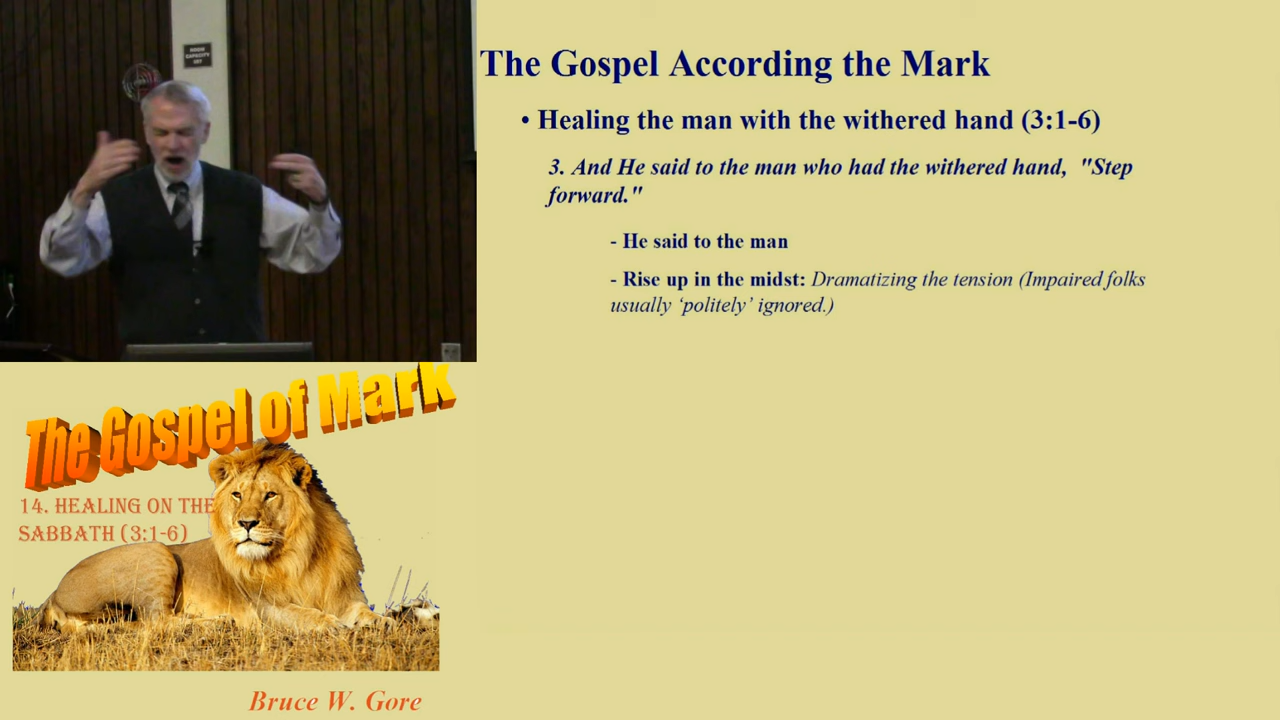 The Gospel According the Mark
• Healing the man with the withered hand (3:1-6)
3. And He said to the man who had the withered hand, "Step
forward."
- He said to the man
- Rise up in the midst: Dramatizing the tension (Impaired folks
usually ‘politely’ ignored.)
The Gospel of Mark
14. HEALING ON THE
SABBATH (3:1-6)
Bruce W. Gore